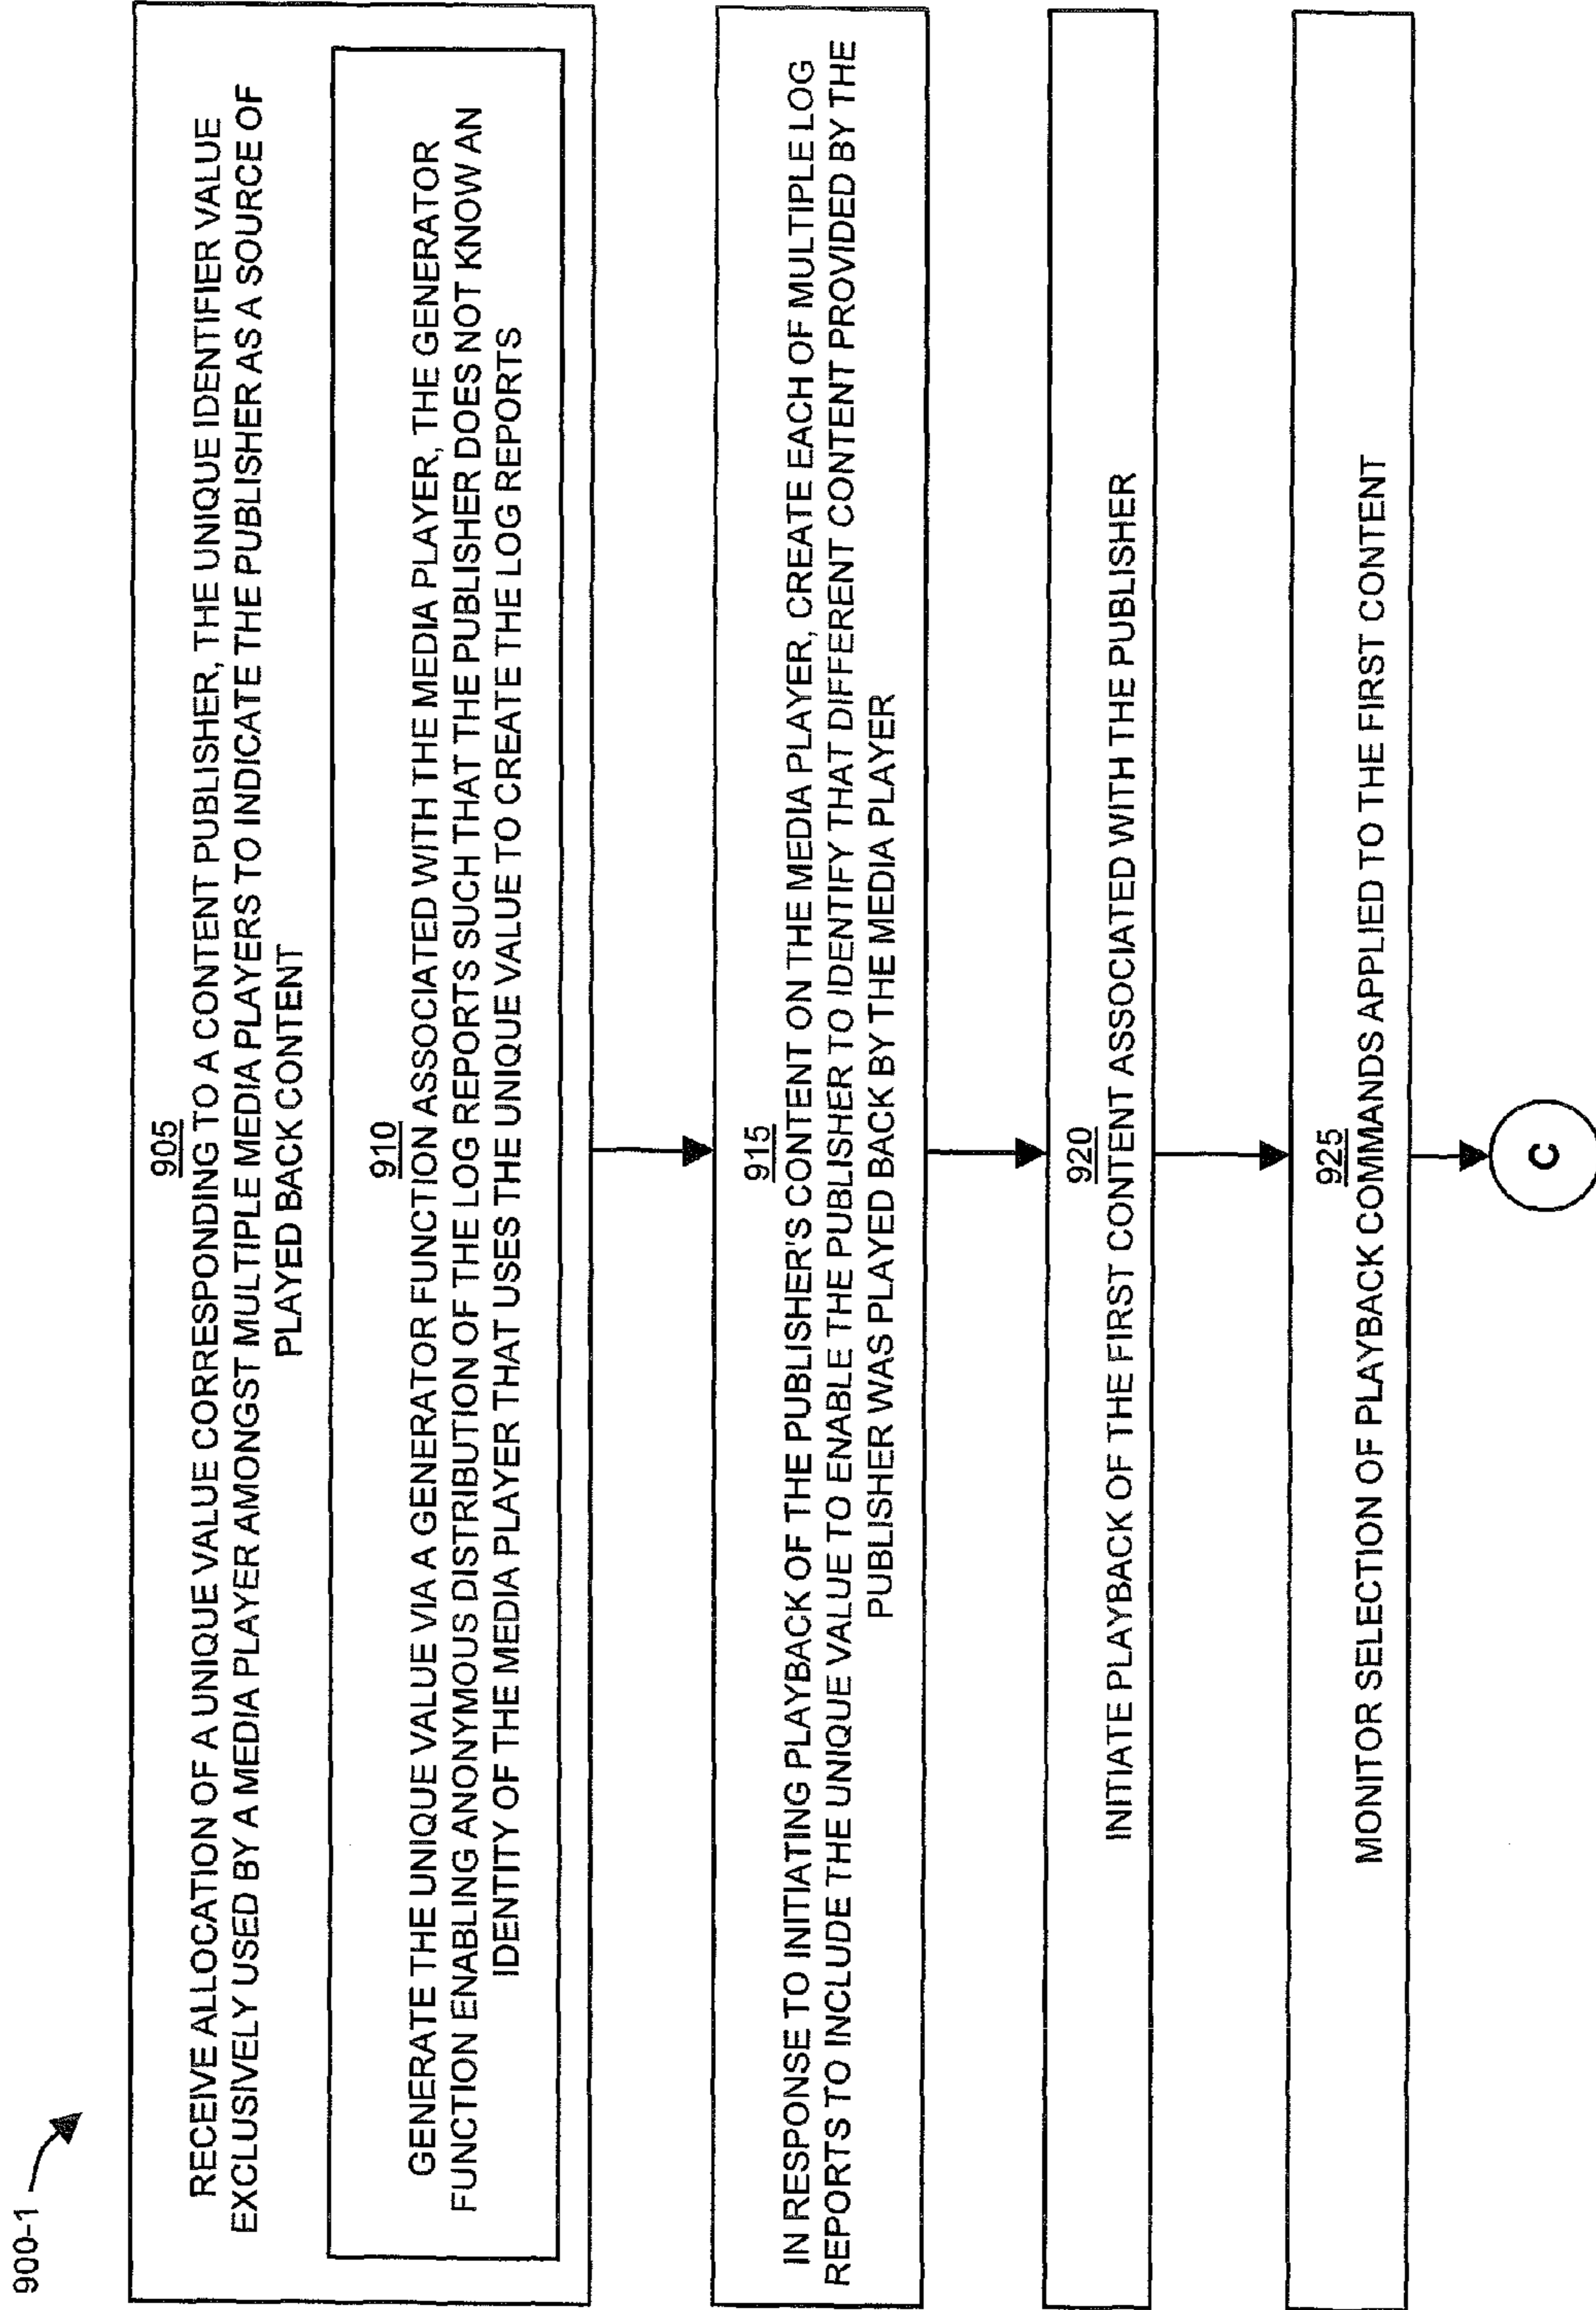 900-1
905
RECEIVE ALLOCATION OF A UNIQUE VALUE CORRESPONDING TO A CONTENT PUBLISHER, THE UNIQUE IDENTIFIER VALUE
EXCLUSIVELY USED BY A MEDIA PLAYER AMONGST MULTIPLE MEDIA PLAYERS TO INDICATE THE PUBLISHER AS A SOURCE OF
PLAYED BACK CONTENT
910
GENERATE THE UNIQUE VALUE VIA A GENERATOR FUNCTION ASSOCIATED WITH THE MEDIA PLAYER, THE GENERATOR
FUNCTION ENABLING ANONYMOUS DISTRIBUTION OF THE LOG REPORTS SUCH THAT THE PUBLISHER DOES NOT KNOW AN
IDENTITY OF THE MEDIA PLAYER THAT USES THE UNIQUE VALUE TO CREATE THE LOG REPORTS
915
IN RESPONSE TO INITIATING PLAYBACK OF THE PUBLISHER'S CONTENT ON THE MEDIA PLAYER, CREATE EACH OF MULTIPLE LOG
REPORTS TO INCLUDE THE UNIQUE VALUE TO ENABLE THE PUBLISHER TO IDENTIFY THAT DIFFERENT CONTENT PROVIDED BY THE
PUBLISHER WAS PLAYED BACK BY THE MEDIA PLAYER
920
INITIATE PLAYBACK OF THE FIRST CONTENT ASSOCIATED WITH THE PUBLISHER
925
MONITOR SELECTION OF PLAYBACK COMMANDS APPLIED TO THE FIRST CONTENT
C